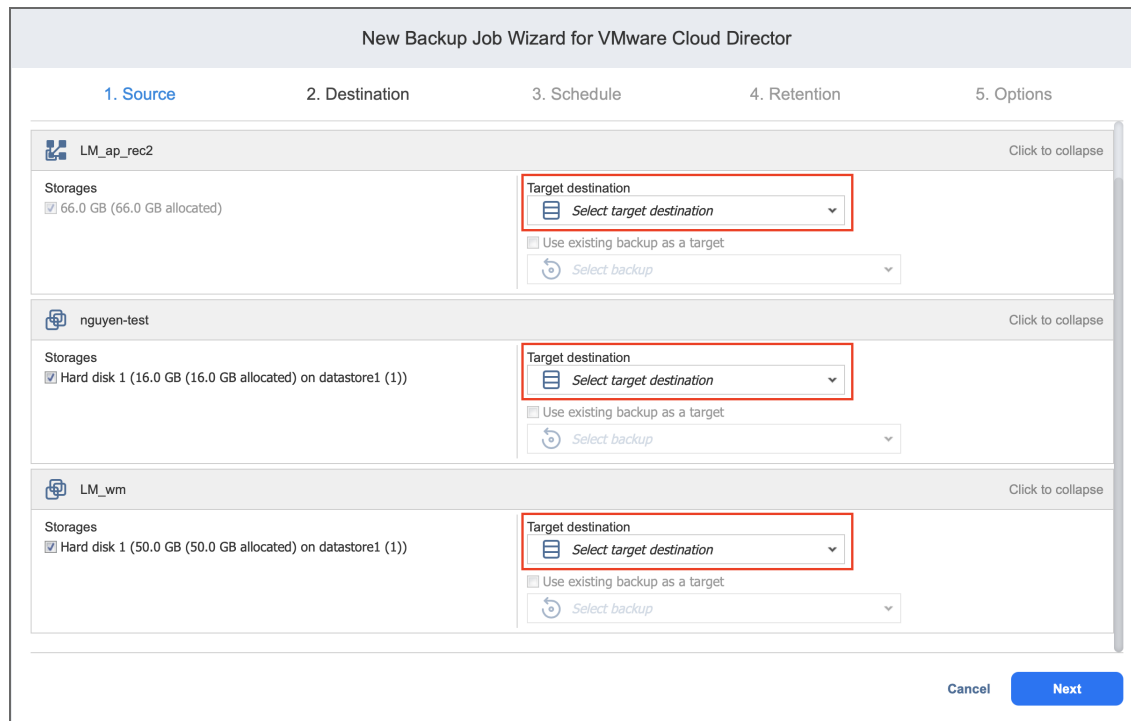 New Backup Job Wizard for VMware Cloud Director
1. Source 2. Destination 3. Schedule 4. Retention 5. Options
LM_ap_rec2 Click to collapse
Storages
66.0 GB (66.0 GB allocated)
Target destination
Select target destination
Use existing backup as a target
Select backup
nguyen-test Click to collapse
Storages
Hard disk 1 (16.0 GB (16.0 GB allocated) on datastore1 (1))
Target destination
Select target destination
Use existing backup as a target
Select backup
LM_wm Click to collapse
Storages
Hard disk 1 (50.0 GB (50.0 GB allocated) on datastore1 (1))
Target destination
Select target destination
Use existing backup as a target
Select backup
Cancel Next